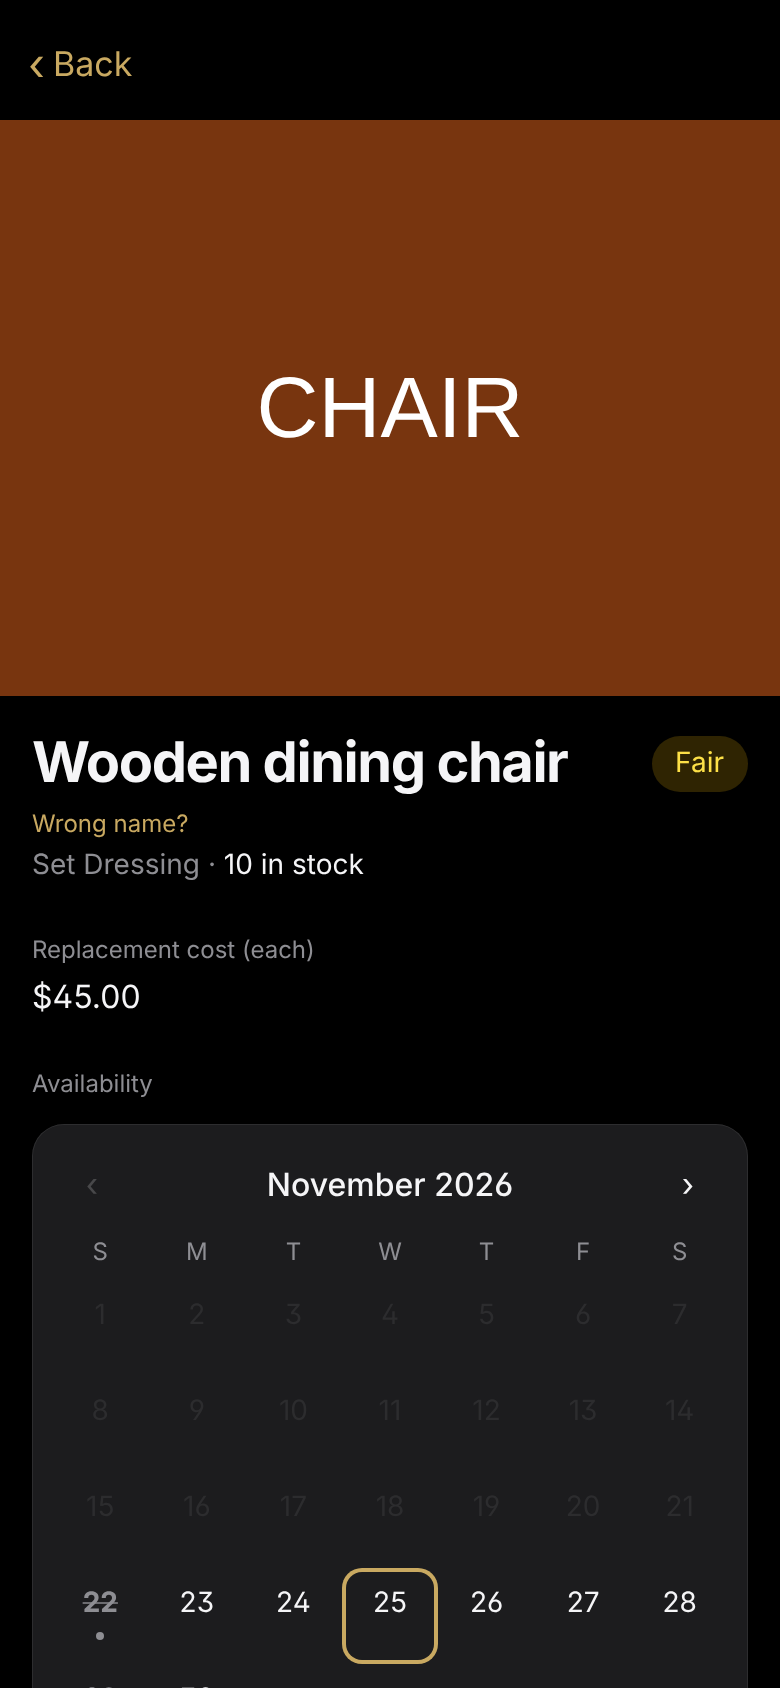 ‹ Back
CHAIR
Wooden dining chair
Fair
Wrong name?
Set Dressing · 10 in stock
Replacement cost (each)
$45.00
Availability
‹ November 2026 ›
S M T W T F S
1 2 3 4 5 6 7
8 9 10 11 12 13 14
15 16 17 18 19 20 21
22 23 24 25 26 27 28